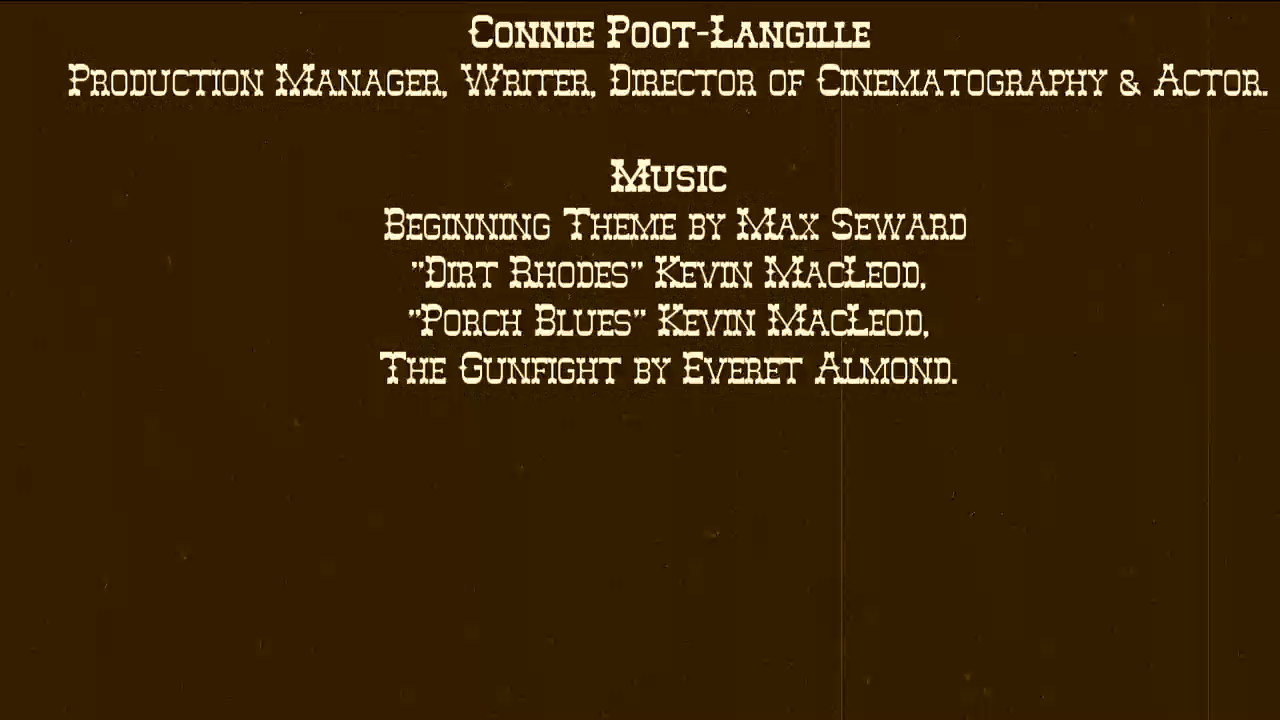 Connie Poot-Langille
Production Manager, Writer, Director of Cinematography & Actor.
Music
Beginning Theme by Max Seward
"Dirt Rhodes" Kevin MacLeod,
"Porch Blues" Kevin MacLeod,
The Gunfight by Everet Almond.